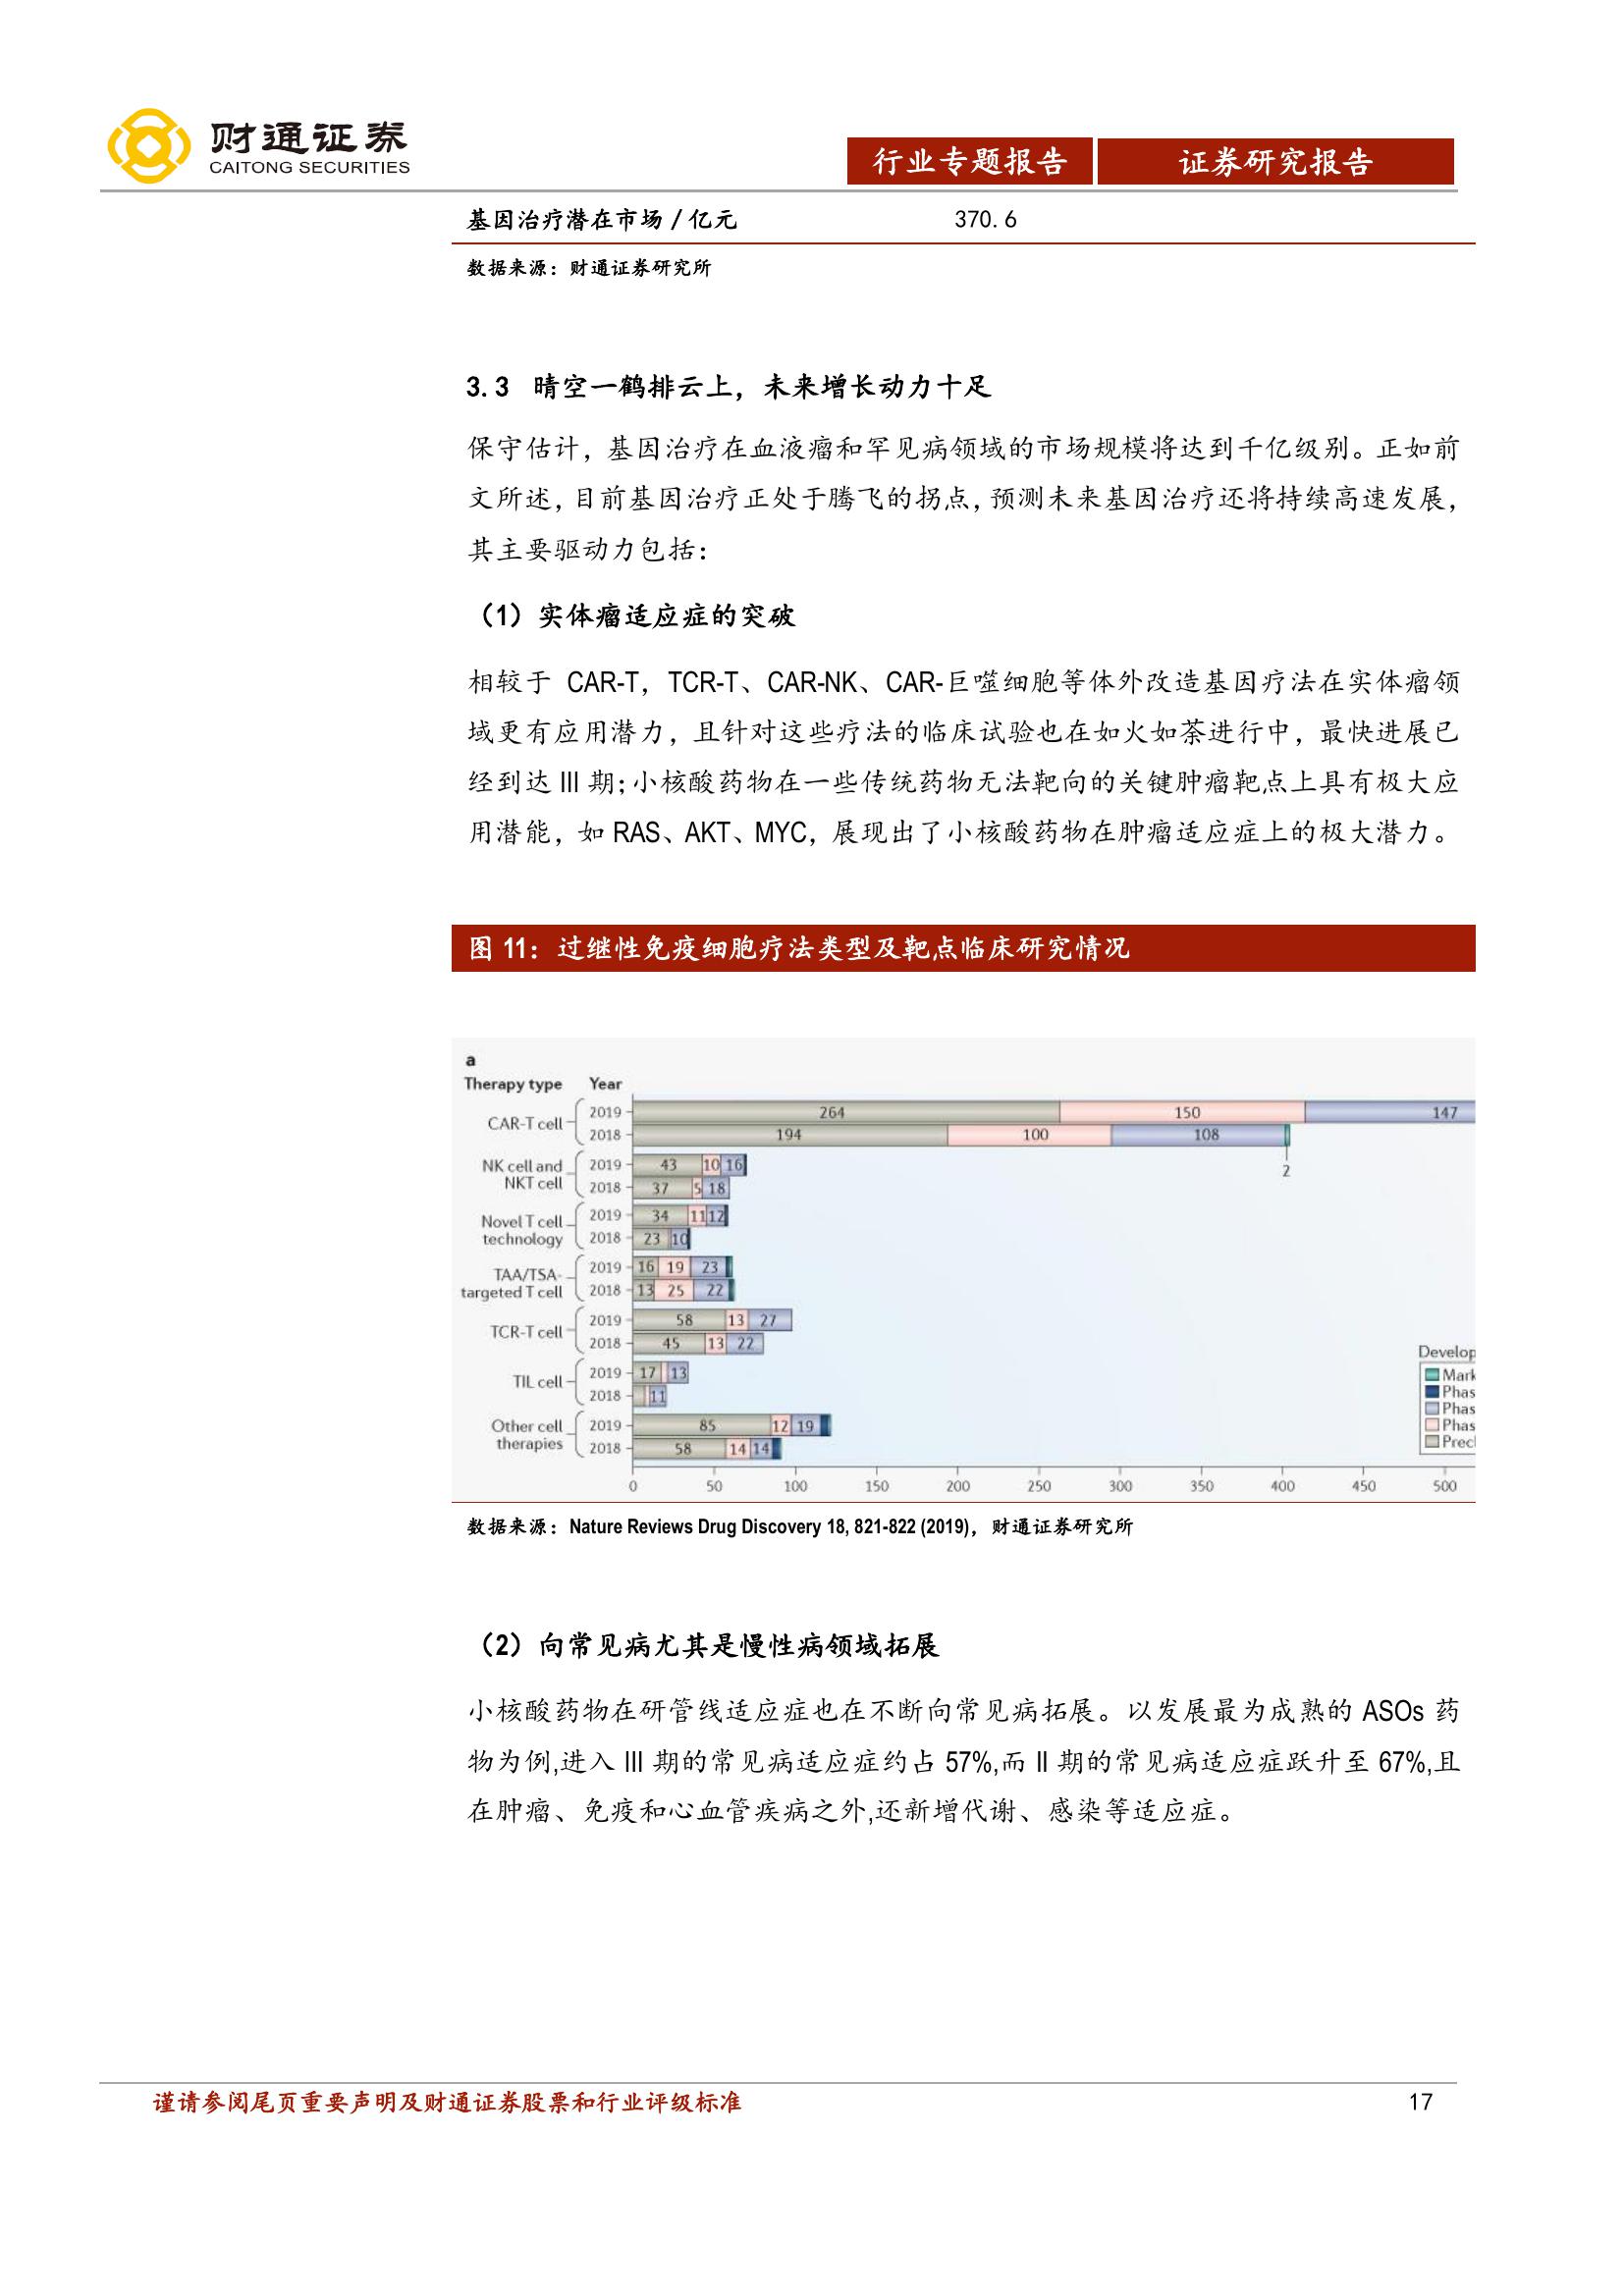 财通证券
CAITONG SECURITIES
行业专题报告 证券研究报告
基因治疗潜在市场/亿元 370.6
数据来源：财通证券研究所
3.3 晴空一鹤排云上，未来增长动力十足
保守估计，基因治疗在血液瘤和罕见病领域的市场规模将达到千亿级别。正如前
文所述，目前基因治疗正处于腾飞的拐点，预测未来基因治疗还将持续高速发展，
其主要驱动力包括：
（1）实体瘤适应症的突破
相较于 CAR-T，TCR-T、CAR-NK、CAR-巨噬细胞等体外改造基因疗法在实体瘤领
域更有应用潜力，且针对这些疗法的临床试验也在如火如荼进行中，最快进展已
经到达 III 期；小核酸药物在一些传统药物无法靶向的关键肿瘤靶点上具有极大应
用潜能，如 RAS、AKT、MYC，展现出了小核酸药物在肿瘤适应症上的极大潜力。
图 11：过继性免疫细胞疗法类型及靶点临床研究情况
a
Therapy type Year
CAR-T cell
2019 264 150 147
2018 194 100 108
2
NK cell and
NKT cell
2019 43 10 16
2018 37 5 18
Novel T cell
technology
2019 34 11 12
2018 23 10
TAA/TSA-
targeted T cell
2019 16 19 23
2018 13 25 22
TCR-T cell
2019 58 13 27
2018 45 13 22
TIL cell
2019 17 13
2018 11
Other cell
therapies
2019 85 12 19
2018 58 14 14
Develop
Mark
Phas
Phas
Phas
Precl
0 50 100 150 200 250 300 350 400 450 500
数据来源：Nature Reviews Drug Discovery 18, 821-822 (2019)，财通证券研究所
（2）向常见病尤其是慢性病领域拓展
小核酸药物在研管线适应症也在不断向常见病拓展。以发展最为成熟的 ASOs 药
物为例,进入 III 期的常见病适应症约占 57%,而 II 期的常见病适应症跃升至 67%,且
在肿瘤、免疫和心血管疾病之外,还新增代谢、感染等适应症。
谨请参阅尾页重要声明及财通证券股票和行业评级标准 17